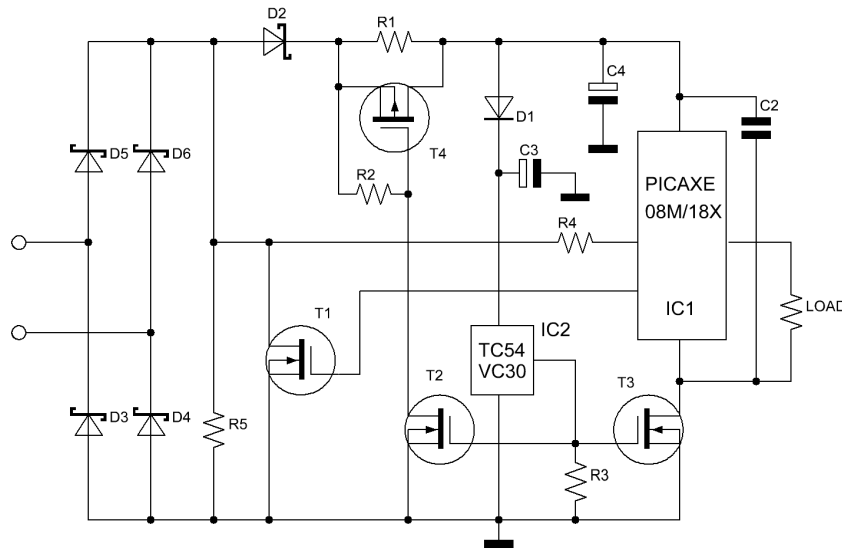 D2
R1
C4
C2
D1
D5
D6
T4
C3
R2
PICAXE
08M/18X
R4
T1
IC1
LOAD
IC2
TC54
VC30
T2
T3
D3
D4
R5
R3